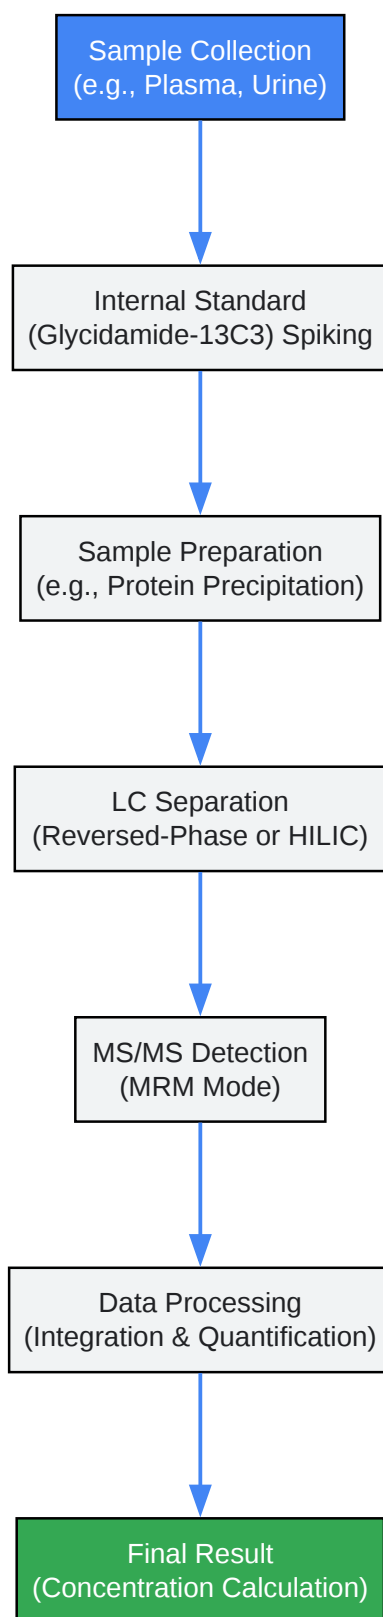 Sample Collection
(e.g., Plasma, Urine)
Internal Standard
(Glycidamide-13C3) Spiking
Sample Preparation
(e.g., Protein Precipitation)
LC Separation
(Reversed-Phase or HILIC)
MS/MS Detection
(MRM Mode)
Data Processing
(Integration & Quantification)
Final Result
(Concentration Calculation)